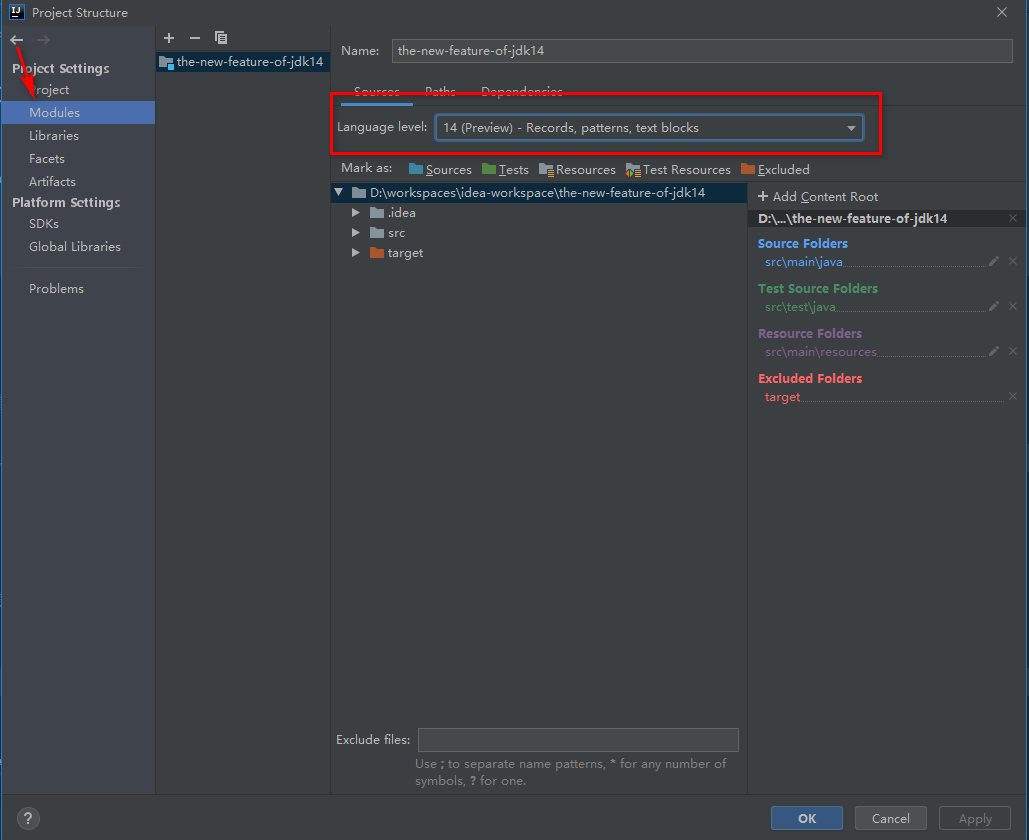 IJ Project Structure
Project Settings
Project
Modules
Libraries
Facets
Artifacts
Platform Settings
SDKs
Global Libraries
Problems
the-new-feature-of-jdk14
Name: the-new-feature-of-jdk14
Sources Paths Dependencies
Language level: 14 (Preview) - Records, patterns, text blocks
Mark as: Sources Tests Resources Test Resources Excluded
D:\workspaces\idea-workspace\the-new-feature-of-jdk14
.idea
src
target
+ Add Content Root
D:\...\the-new-feature-of-jdk14
Source Folders
src\main\java
Test Source Folders
src\test\java
Resource Folders
src\main\resources
Excluded Folders
target
Exclude files:
Use ; to separate name patterns, * for any number of
symbols, ? for one.
? OK Cancel Apply